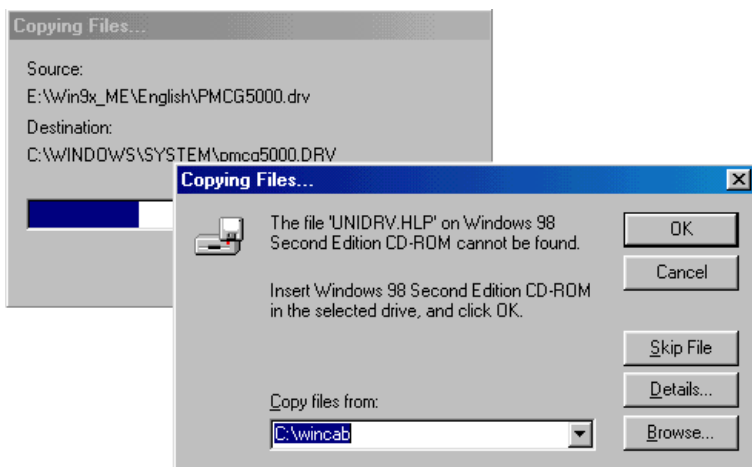 Copying Files...
Source:
E:\Win9x_ME\English\PMCG5000.drv
Destination:
C:\WINDOWS\SYSTEM\pmcg5000.DRV
Copying Files...
The file 'UNIDRV.HLP' on Windows 98
Second Edition CD-ROM cannot be found.
Insert Windows 98 Second Edition CD-ROM
in the selected drive, and click OK.
Copy files from:
C:\wincab
OK
Cancel
Skip File
Details...
Browse...